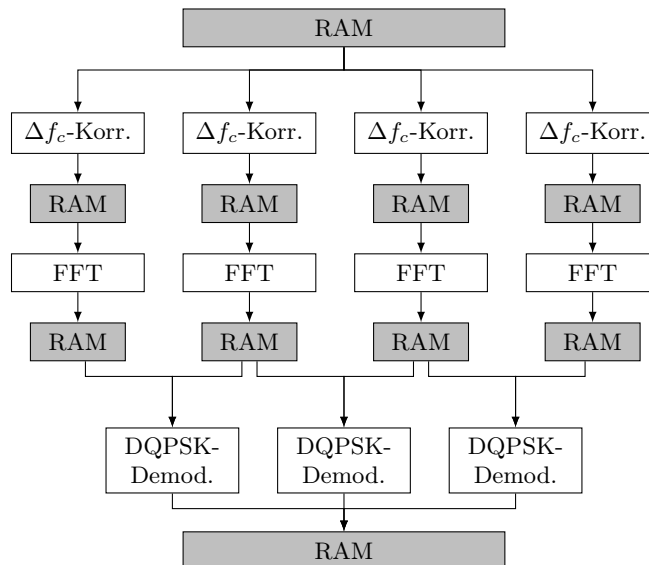 RAM
Δf_c-Korr. Δf_c-Korr. Δf_c-Korr. Δf_c-Korr.
RAM RAM RAM RAM
FFT FFT FFT FFT
RAM RAM RAM RAM
DQPSK- DQPSK- DQPSK-
Demod. Demod. Demod.
RAM